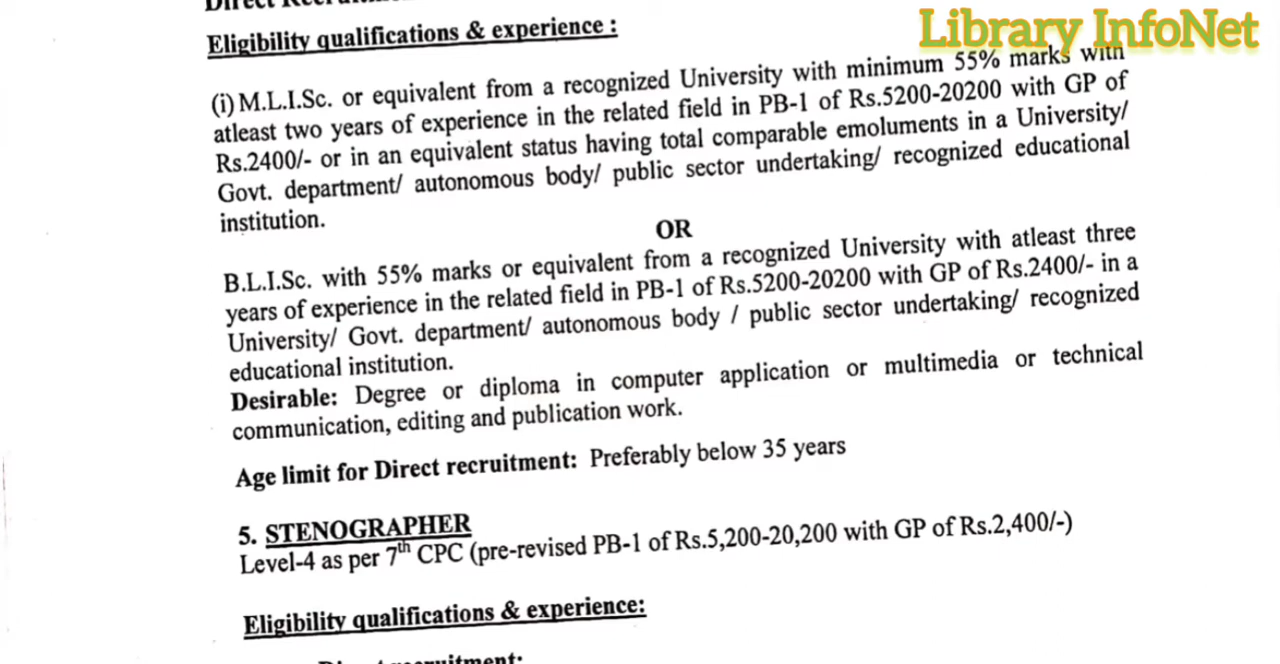 Direct Recruitment
Library InfoNet
Eligibility qualifications & experience :
(i) M.L.I.Sc. or equivalent from a recognized University with minimum 55% marks with
atleast two years of experience in the related field in PB-1 of Rs.5200-20200 with GP of
Rs.2400/- or in an equivalent status having total comparable emoluments in a University/
Govt. department/ autonomous body/ public sector undertaking/ recognized educational
institution.
OR
B.L.I.Sc. with 55% marks or equivalent from a recognized University with atleast three
years of experience in the related field in PB-1 of Rs.5200-20200 with GP of Rs.2400/- in a
University/ Govt. department/ autonomous body / public sector undertaking/ recognized
educational institution.
Desirable: Degree or diploma in computer application or multimedia or technical
communication, editing and publication work.
Age limit for Direct recruitment: Preferably below 35 years
5. STENOGRAPHER
Level-4 as per 7th CPC (pre-revised PB-1 of Rs.5,200-20,200 with GP of Rs.2,400/-)
Eligibility qualifications & experience:
Direct recruitment: